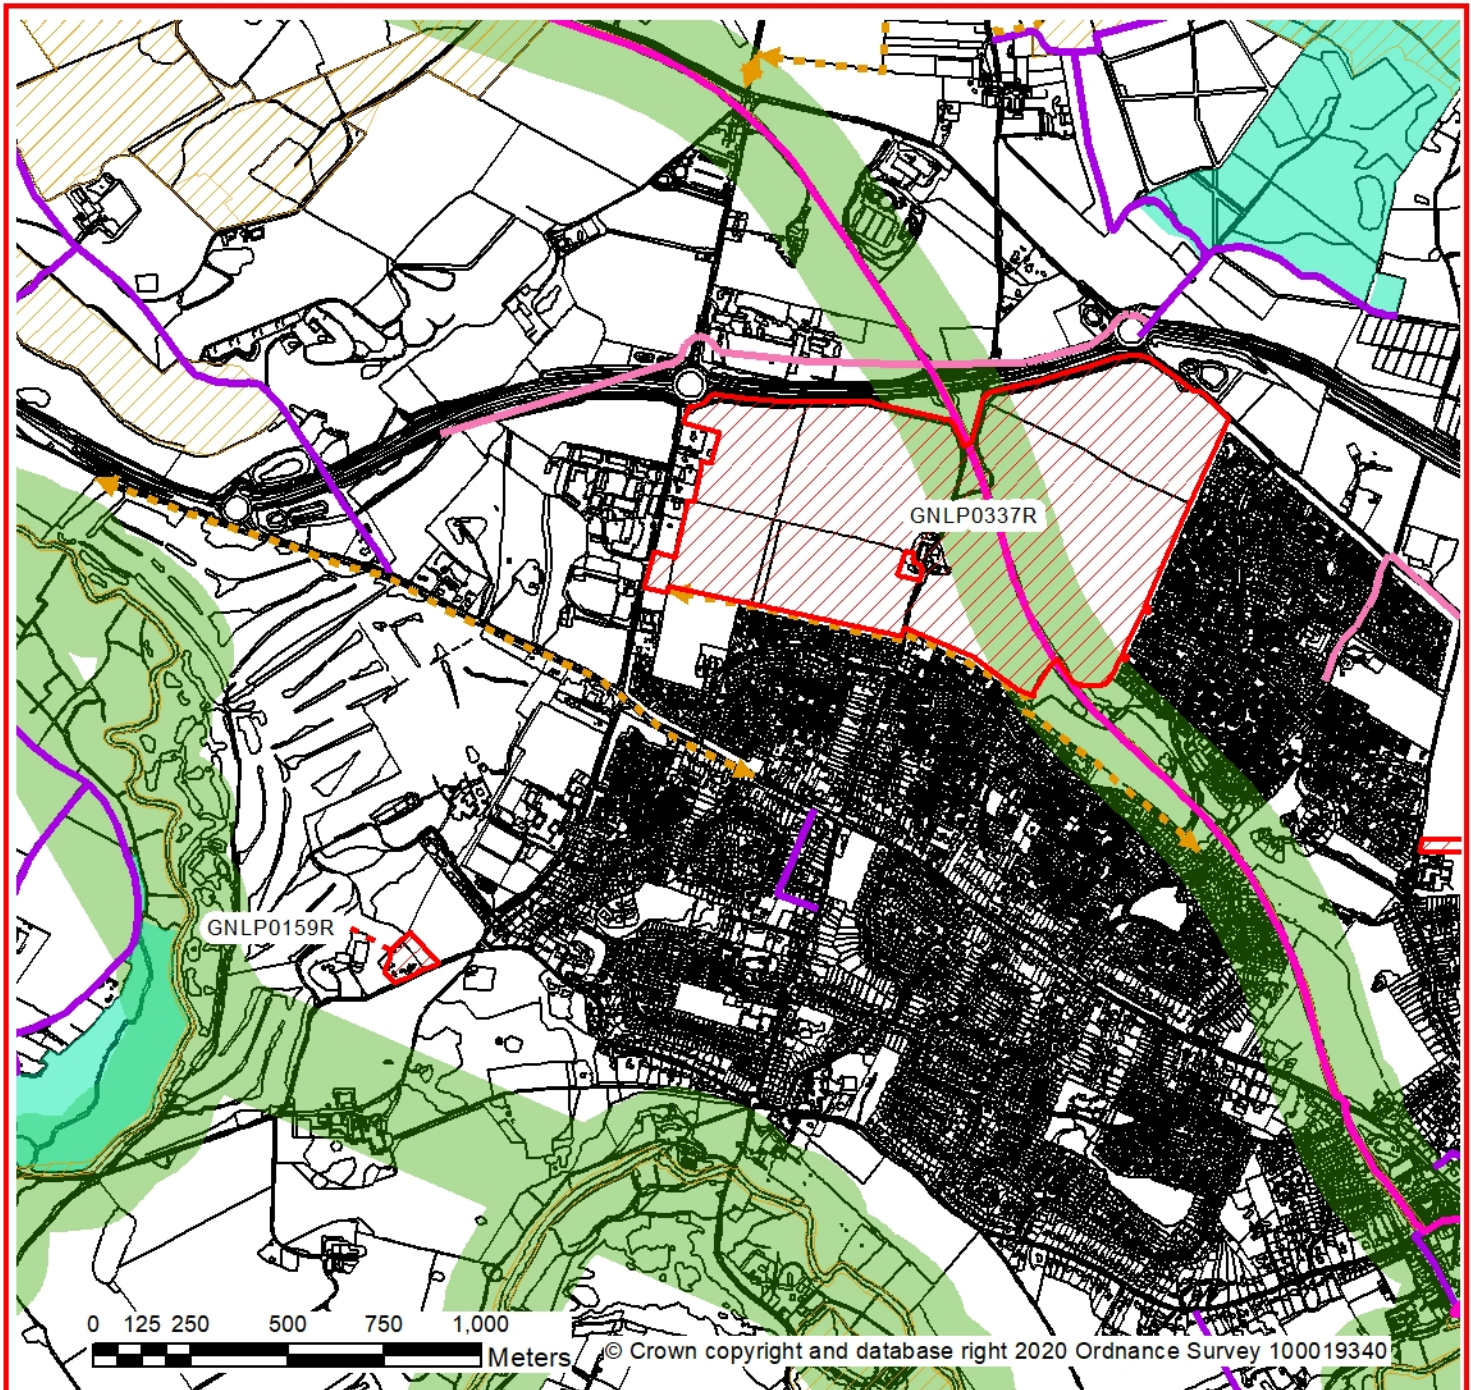 GNLP0337R
GNLP0159R
0 125 250 500 750 1,000
Meters
© Crown copyright and database right 2020 Ordnance Survey 100019340